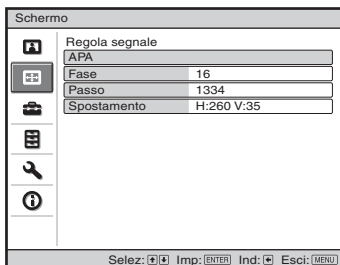 Schermo
Regola segnale
APA
Fase 16
Passo 1334
Spostamento H:260 V:35
Selez: Imp: ENTER Ind: Esci: MENU